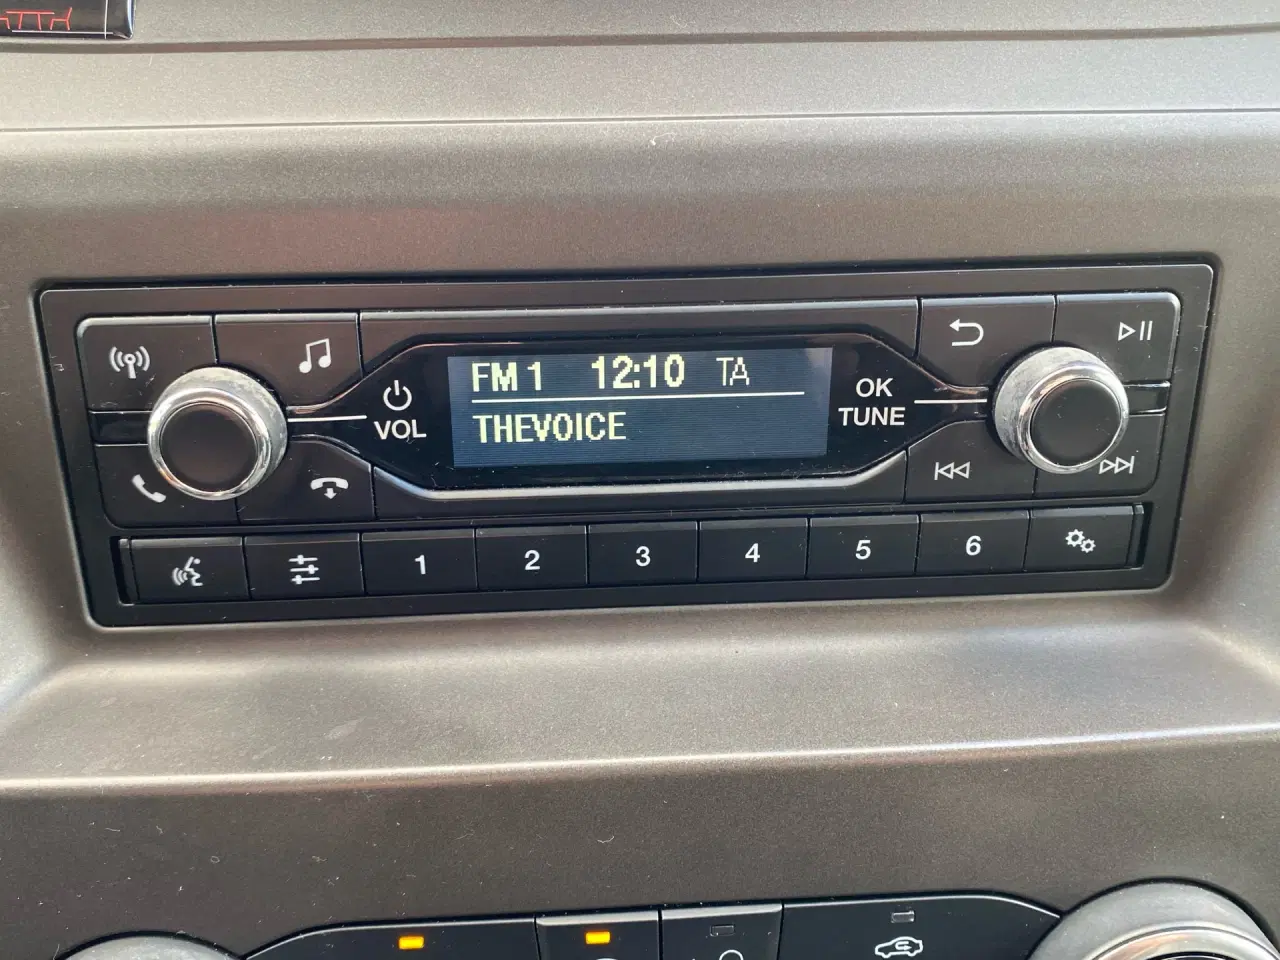 FM 1 12:10 TA
THEVOICE
VOL
OK
TUNE
1 2 3 4 5 6